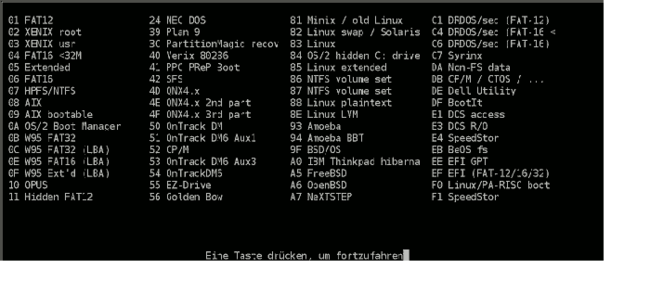 01 FAT12 24 NEC DOS 81 Minix / old Linux C1 DRDOS/sec (FAT-12)
02 XENIX root 39 Plan 9 82 Linux swap / Solaris C4 DRDOS/sec (FAT-16 <
03 XENIX usr 3C PartitionMagic recov 83 Linux C6 DRDOS/sec (FAT-16)
04 FAT16 <32M 40 Venix 80286 84 OS/2 hidden C: drive C7 Syrinx
05 Extended 41 PPC PReP Boot 85 Linux extended DA Non-FS data
06 FAT16 42 SFS 86 NTFS volume set DB CP/M / CTOS / ...
07 HPFS/NTFS 4D QNX4.x 87 NTFS volume set DE Dell Utility
08 AIX 4E QNX4.x 2nd part 88 Linux plaintext DF BootIt
09 AIX bootable 4F QNX4.x 3rd part 8E Linux LVM E1 DOS access
0A OS/2 Boot Manager 50 OnTrack DM 93 Amoeba E3 DOS R/O
0B W95 FAT32 51 OnTrack DM6 Aux1 94 Amoeba BBT E4 SpeedStor
0C W95 FAT32 (LBA) 52 CP/M 9F BSD/OS EB BeOS fs
0E W95 FAT16 (LBA) 53 OnTrack DM6 Aux3 A0 IBM Thinkpad hiberna EE EFI GPT
0F W95 Ext'd (LBA) 54 OnTrackDM6 A5 FreeBSD EF EFI (FAT-12/16/32)
10 OPUS 55 EZ-Drive A6 OpenBSD F0 Linux/PA-RISC boot
11 Hidden FAT12 56 Golden Bow A7 NeXTSTEP F1 SpeedStor
Eine Taste drücken, um fortzufahren